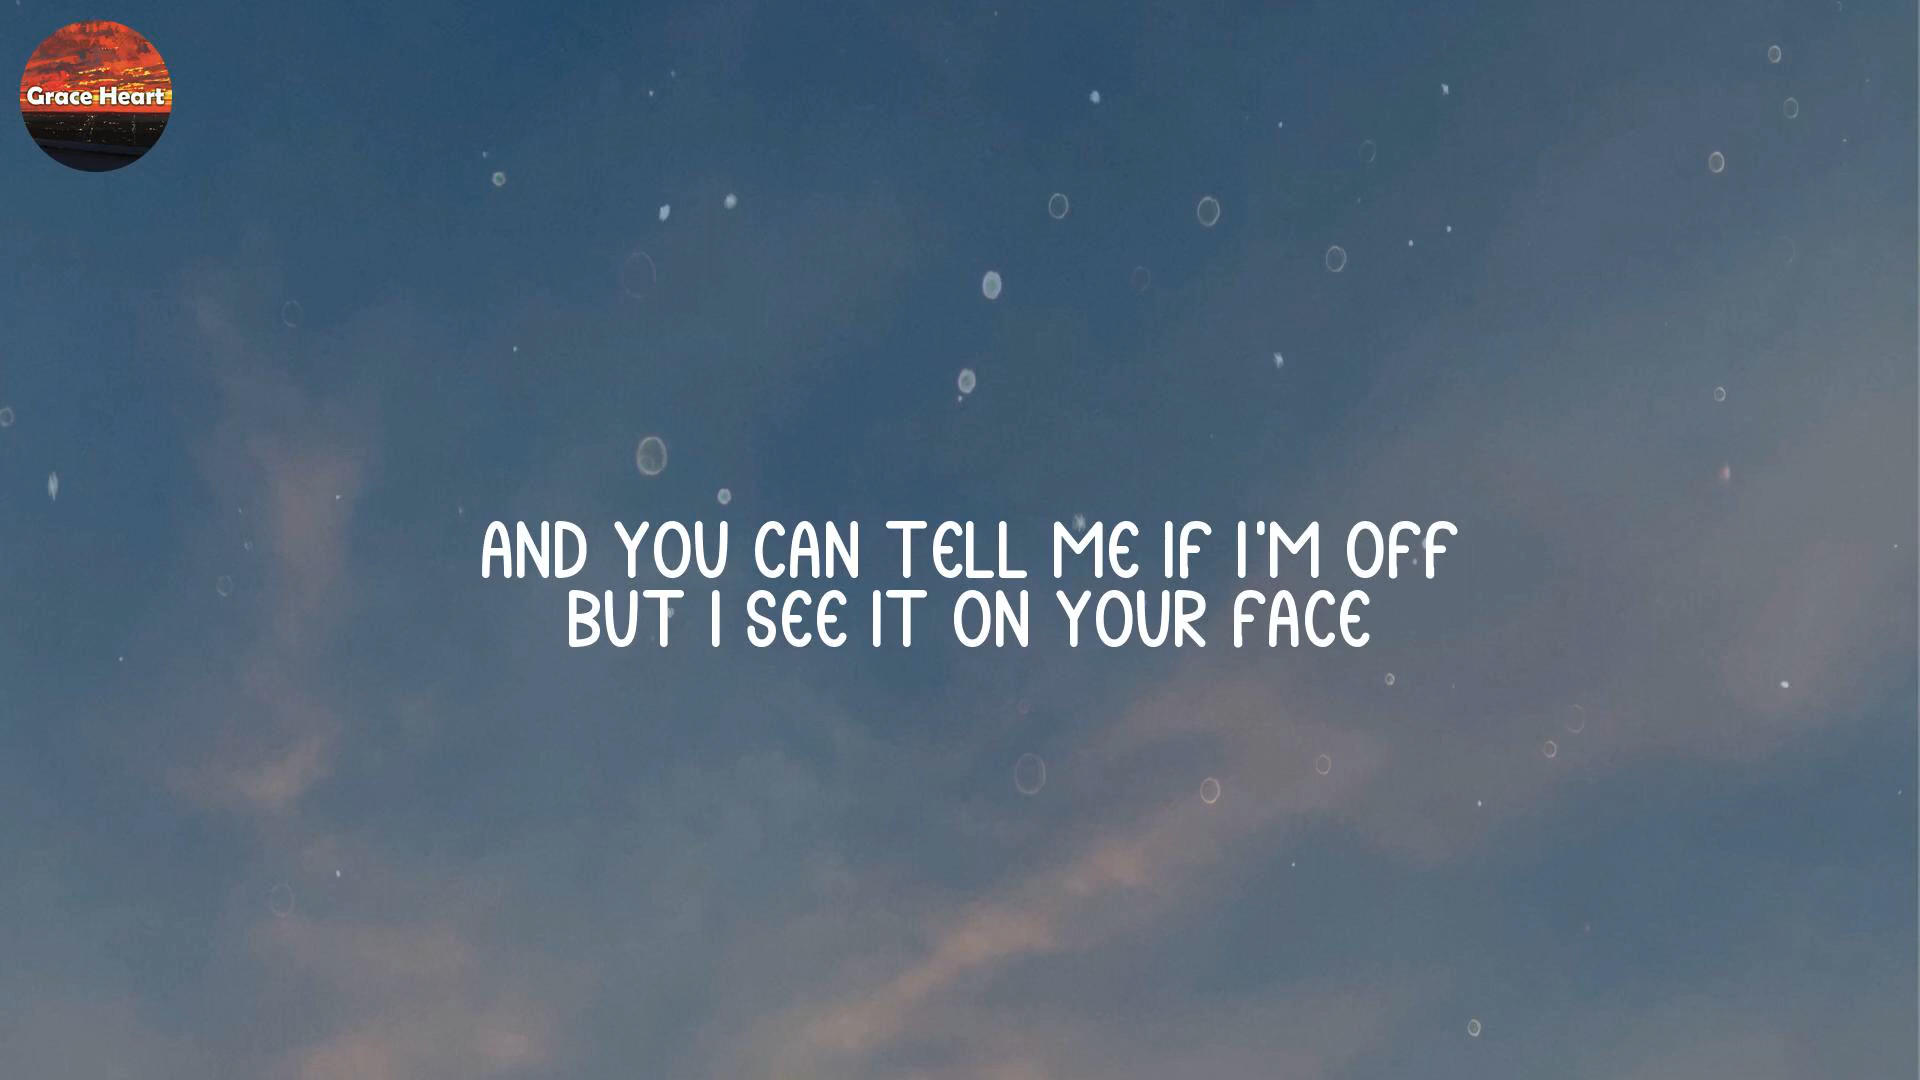 Grace Heart
AND YOU CAN TELL ME IF I'M OFF
BUT I SEE IT ON YOUR FACE